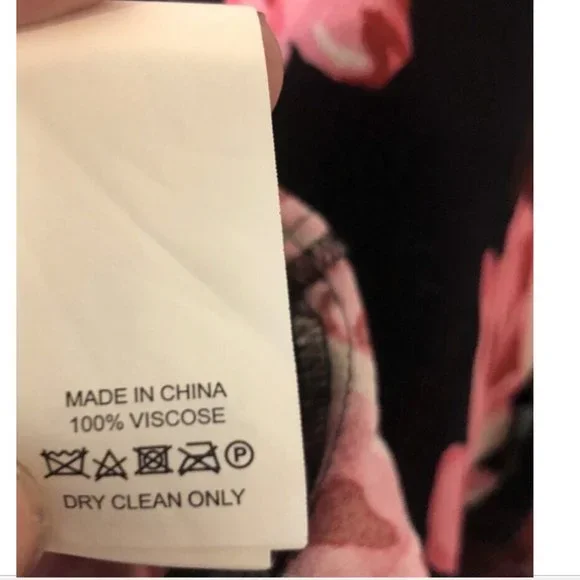 MADE IN CHINA
100% VISCOSE
P
DRY CLEAN ONLY